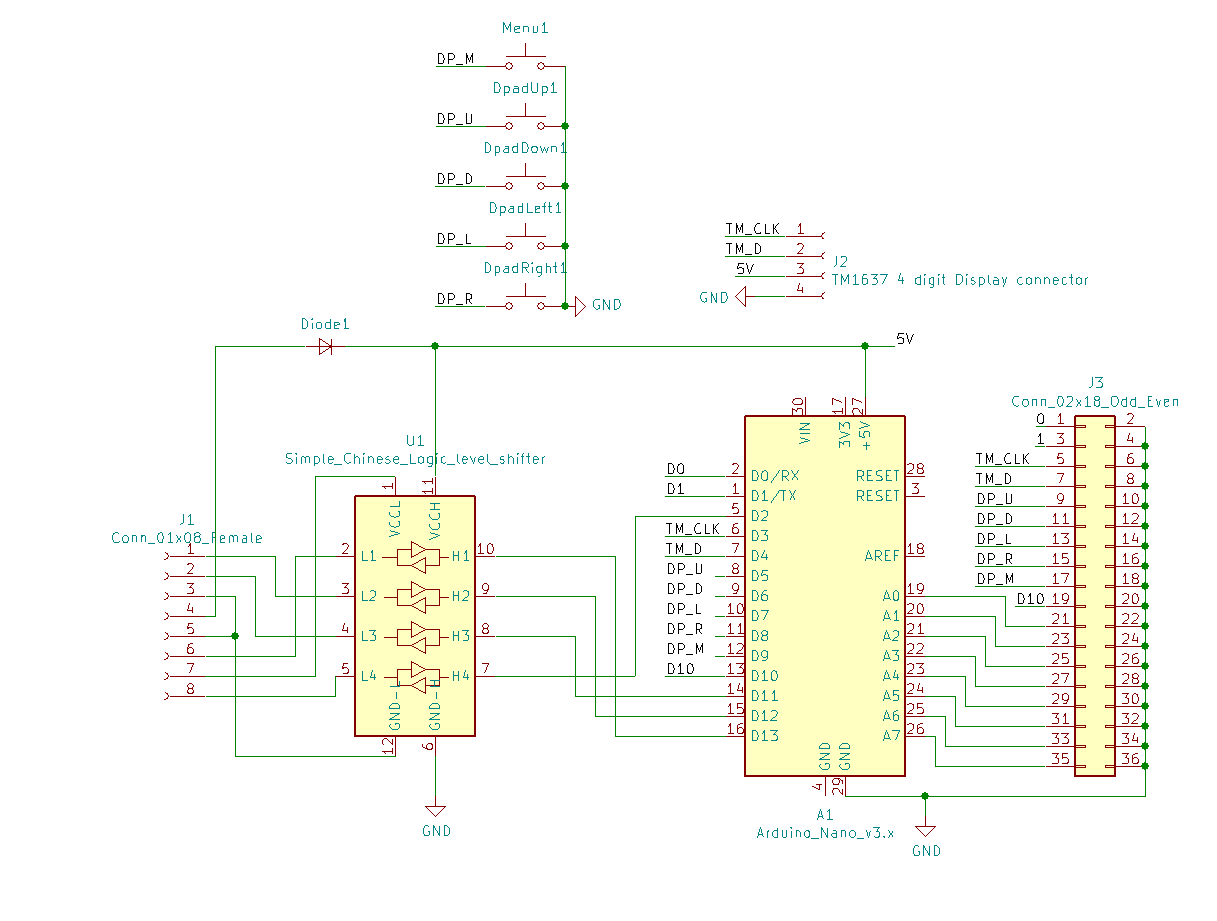 Menu1
DP_M
DpadUp1
DP_U
DpadDown1
DP_D
DpadLeft1
DP_L
DpadRight1
DP_R
GND
TM_CLK 1
TM_D 2
5V 3
GND 4
J2
TM1637 4 digit Display connector
Diode1
5V
U1
Simple_Chinese_Logic_level_shifter
1 11
VCCL VCCH
2 L1 H1 10
3 L2 H2 9
4 L3 H3 8
5 L4 H4 7
GND-L GND-H
12 6
GND
J1
Conn_01x08_Female
1
2
3
4
5
6
7
8
30 17 27
VIN 3V3 +5V
D0 2 D0/RX RESET 28
D1 1 D1/TX RESET 3
5 D2
TM_CLK 6 D3
TM_D 7 D4 AREF 18
DP_U 8 D5
DP_D 9 D6 A0 19
DP_L 10 D7 A1 20
DP_R 11 D8 A2 21
DP_M 12 D9 A3 22
D10 13 D10 A4 23
14 D11 A5 24
15 D12 A6 25
16 D13 A7 26
GND GND
4 29
A1
Arduino_Nano_v3.x
GND
J3
Conn_02x18_Odd_Even
0 1 2
1 3 4
TM_CLK 5 6
TM_D 7 8
DP_U 9 10
DP_D 11 12
DP_L 13 14
DP_R 15 16
DP_M 17 18
D10 19 20
21 22
23 24
25 26
27 28
29 30
31 32
33 34
35 36